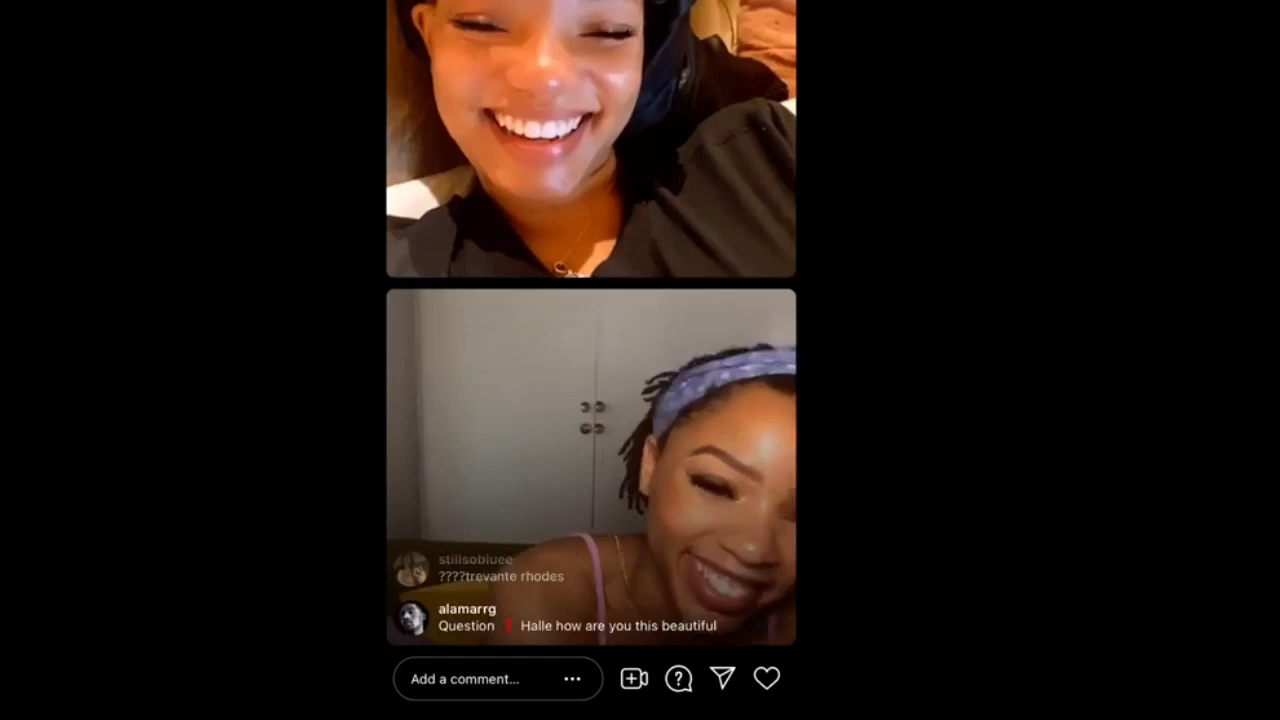 stillsobluee
????trevante rhodes
alamarrg
Question ❗ Halle how are you this beautiful
Add a comment...